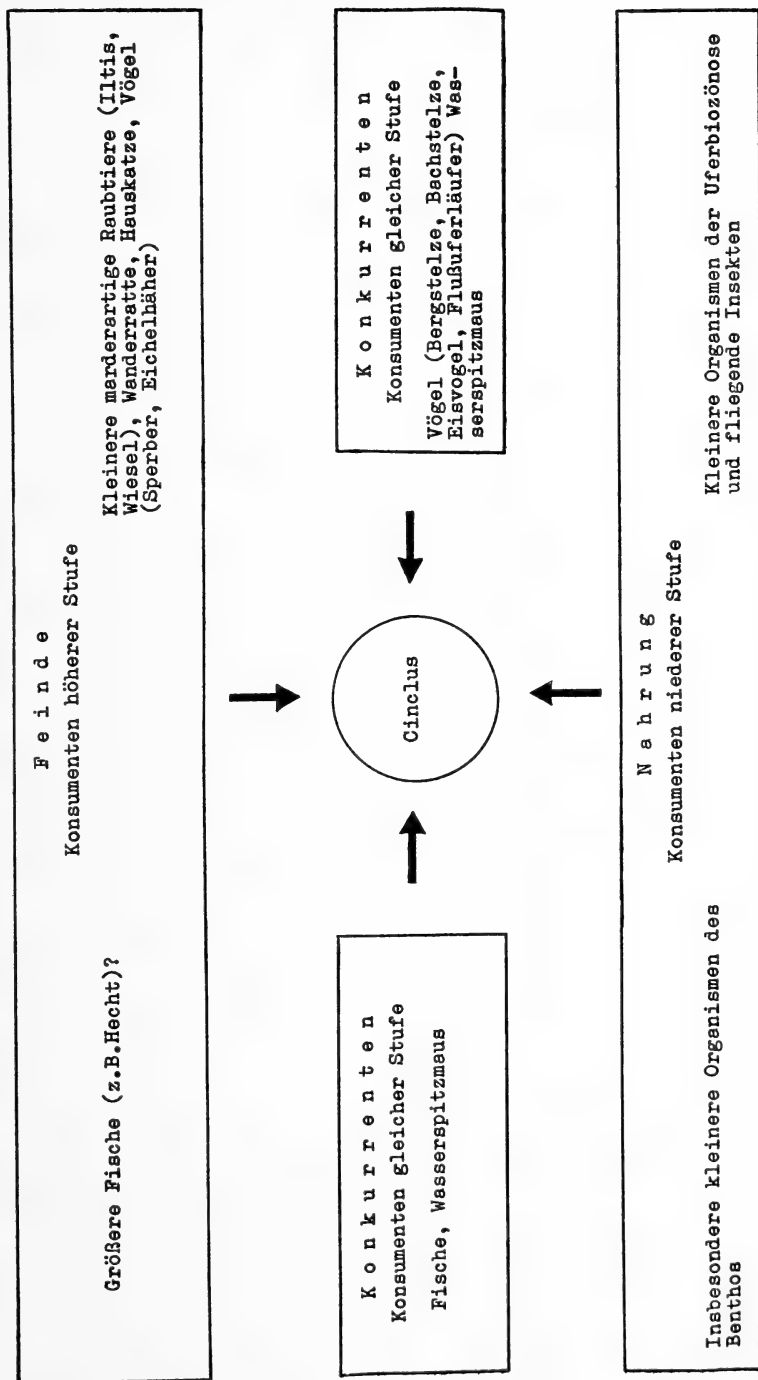 F e i n d e
Konsumenten höherer Stufe
Größere Fische (z.B.Hecht)?
Kleinere marderartige Raubtiere (Iltis,
Wiesel), Wanderratte, Hauskatze, Vögel
(Sperber, Eichelhäher)
K o n k u r r e n t e n
Konsumenten gleicher Stufe
Fische, Wasserspitzmaus
Cinclus
K o n k u r r e n t e n
Konsumenten gleicher Stufe
Vögel (Bergstelze, Bachstelze,
Eisvogel, Flußuferläufer) Was-
serspitzmaus
N a h r u n g
Konsumenten niederer Stufe
Insbesondere kleinere Organismen des
Benthos
Kleinere Organismen der Uferbiozönose
und fliegende Insekten